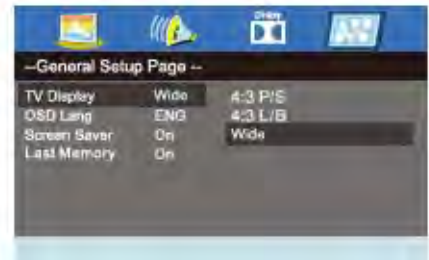 --General Setup Page --
TV Display Wide 4:3 P/S
OSD Lang ENG 4:3 L/B
Screen Saver On Wide
Last Memory On